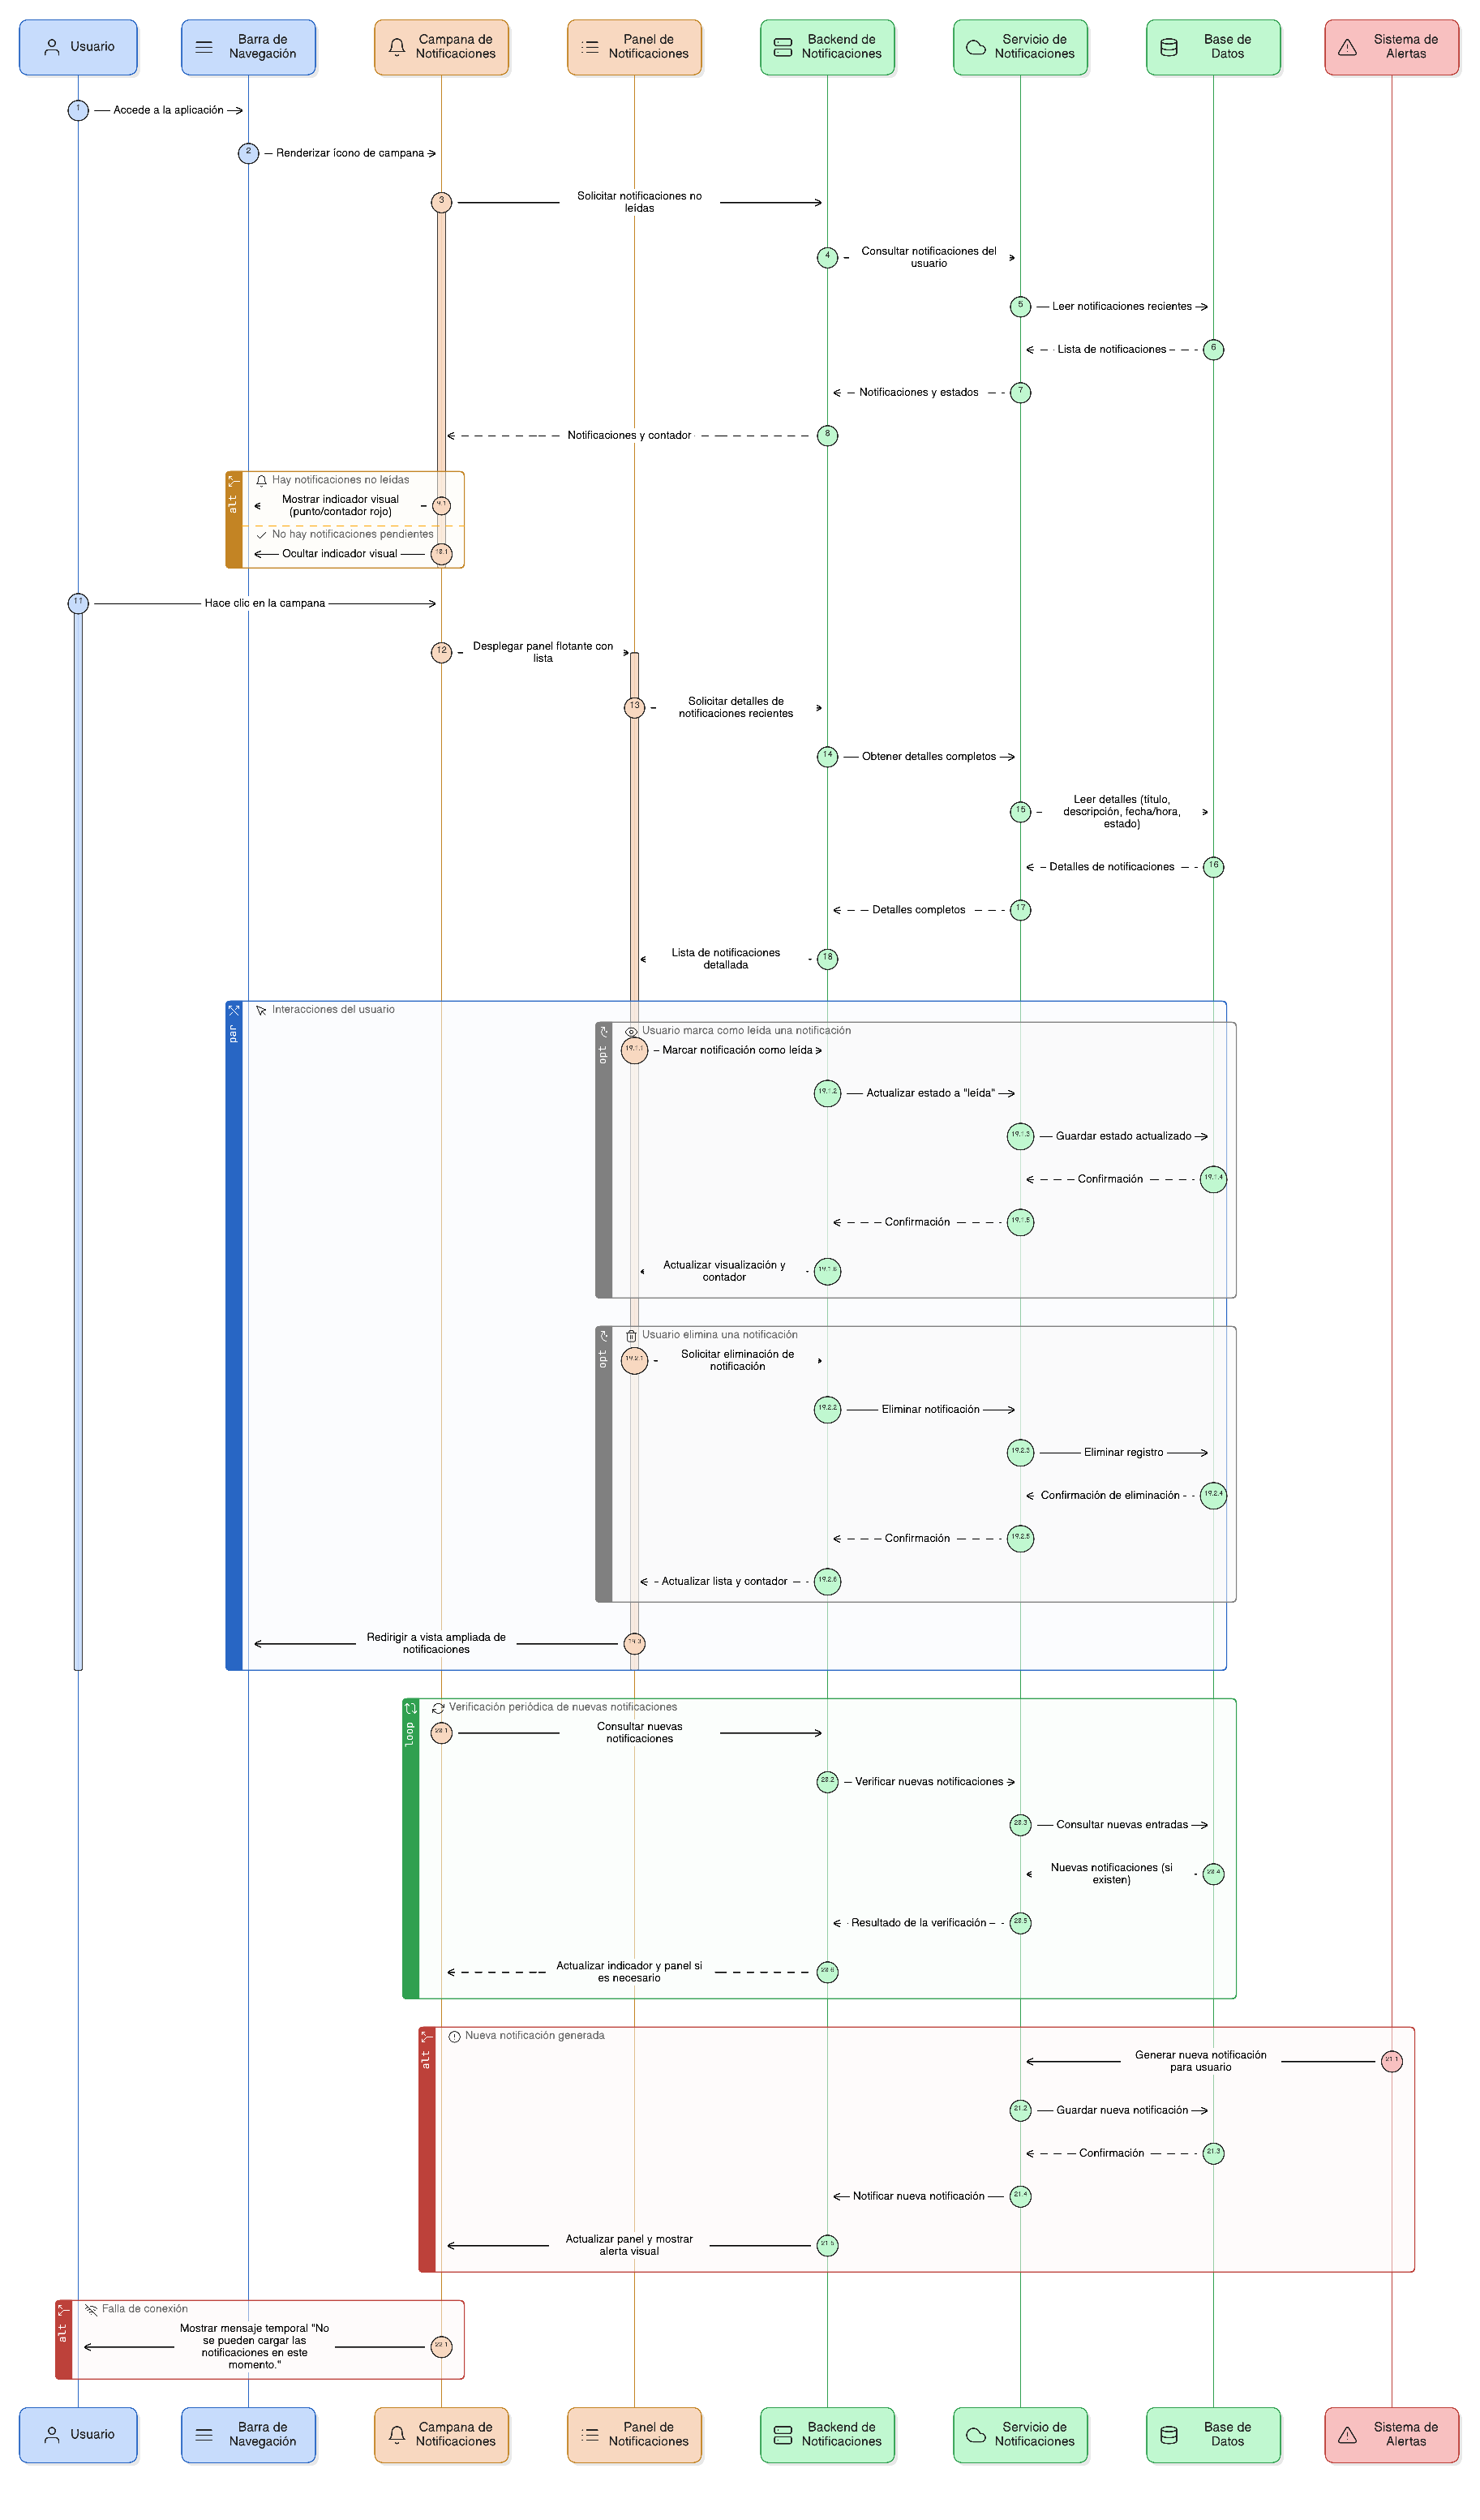 Usuario
Barra de
Navegación
Campana de
Notificaciones
Panel de
Notificaciones
Backend de
Notificaciones
Servicio de
Notificaciones
Base de
Datos
Sistema de
Alertas
1
Accede a la aplicación
2
Renderizar ícono de campana
3
Solicitar notificaciones no
leídas
4
Consultar notificaciones del
usuario
5
Leer notificaciones recientes
6
Lista de notificaciones
7
Notificaciones y estados
8
Notificaciones y contador
alt
Hay notificaciones no leídas
9.1
Mostrar indicador visual
(punto/contador rojo)
No hay notificaciones pendientes
10.1
Ocultar indicador visual
11
Hace clic en la campana
12
Desplegar panel flotante con
lista
13
Solicitar detalles de
notificaciones recientes
14
Obtener detalles completos
15
Leer detalles (título,
descripción, fecha/hora,
estado)
16
Detalles de notificaciones
17
Detalles completos
18
Lista de notificaciones
detallada
par
Interacciones del usuario
opt
Usuario marca como leída una notificación
19.1.1
Marcar notificación como leída
19.1.2
Actualizar estado a "leída"
19.1.3
Guardar estado actualizado
19.1.4
Confirmación
19.1.5
Confirmación
19.1.6
Actualizar visualización y
contador
opt
Usuario elimina una notificación
19.2.1
Solicitar eliminación de
notificación
19.2.2
Eliminar notificación
19.2.3
Eliminar registro
19.2.4
Confirmación de eliminación
19.2.5
Confirmación
19.2.6
Actualizar lista y contador
19.3
Redirigir a vista ampliada de
notificaciones
loop
Verificación periódica de nuevas notificaciones
20.1
Consultar nuevas
notificaciones
20.2
Verificar nuevas notificaciones
20.3
Consultar nuevas entradas
20.4
Nuevas notificaciones (si
existen)
20.5
Resultado de la verificación
20.6
Actualizar indicador y panel si
es necesario
alt
Nueva notificación generada
21.1
Generar nueva notificación
para usuario
21.2
Guardar nueva notificación
21.3
Confirmación
21.4
Notificar nueva notificación
21.5
Actualizar panel y mostrar
alerta visual
alt
Falla de conexión
22.1
Mostrar mensaje temporal "No
se pueden cargar las
notificaciones en este
momento."
Usuario
Barra de
Navegación
Campana de
Notificaciones
Panel de
Notificaciones
Backend de
Notificaciones
Servicio de
Notificaciones
Base de
Datos
Sistema de
Alertas